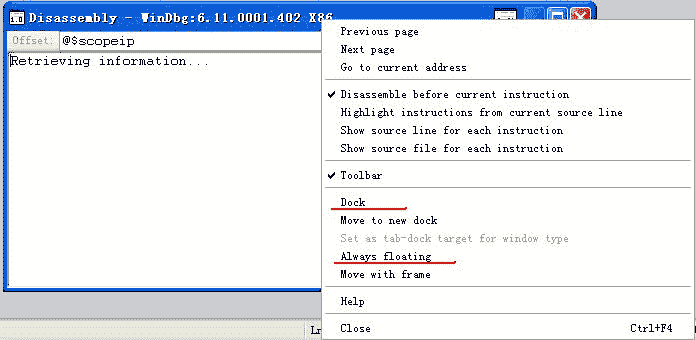 Disassembly - WinDbg:6.11.0001.402 X86
Offset: @$scopeip
Retrieving information...
Previous page
Next page
Go to current address
Disassemble before current instruction
Highlight instructions from current source line
Show source line for each instruction
Show source file for each instruction
Toolbar
Dock
Move to new dock
Set as tab-dock target for window type
Always floating
Move with frame
Help
Close Ctrl+F4
Ln